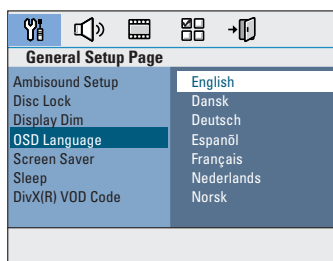 General Setup Page
Ambisound Setup
Disc Lock
Display Dim
OSD Language
Screen Saver
Sleep
DivX(R) VOD Code
English
Dansk
Deutsch
Espanõl
Français
Nederlands
Norsk